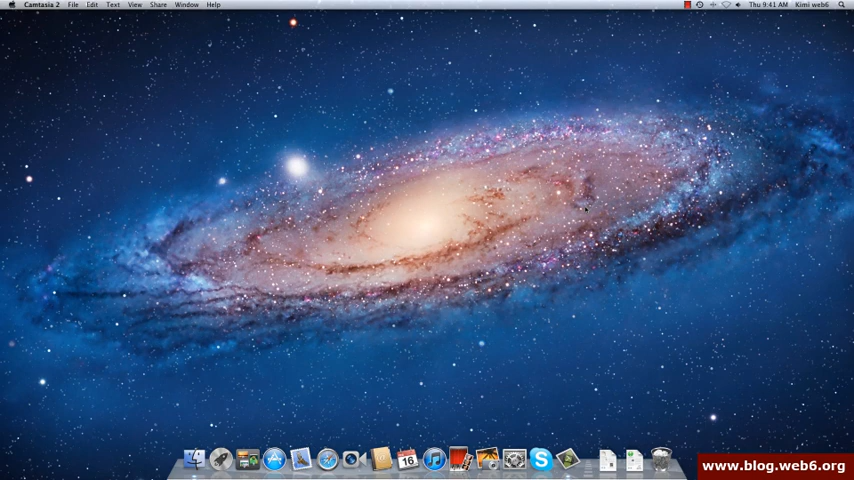 Camtasia 2 File Edit Text View Share Window Help Thu 9:41 AM Kimi web6
16
www.blog.web6.org